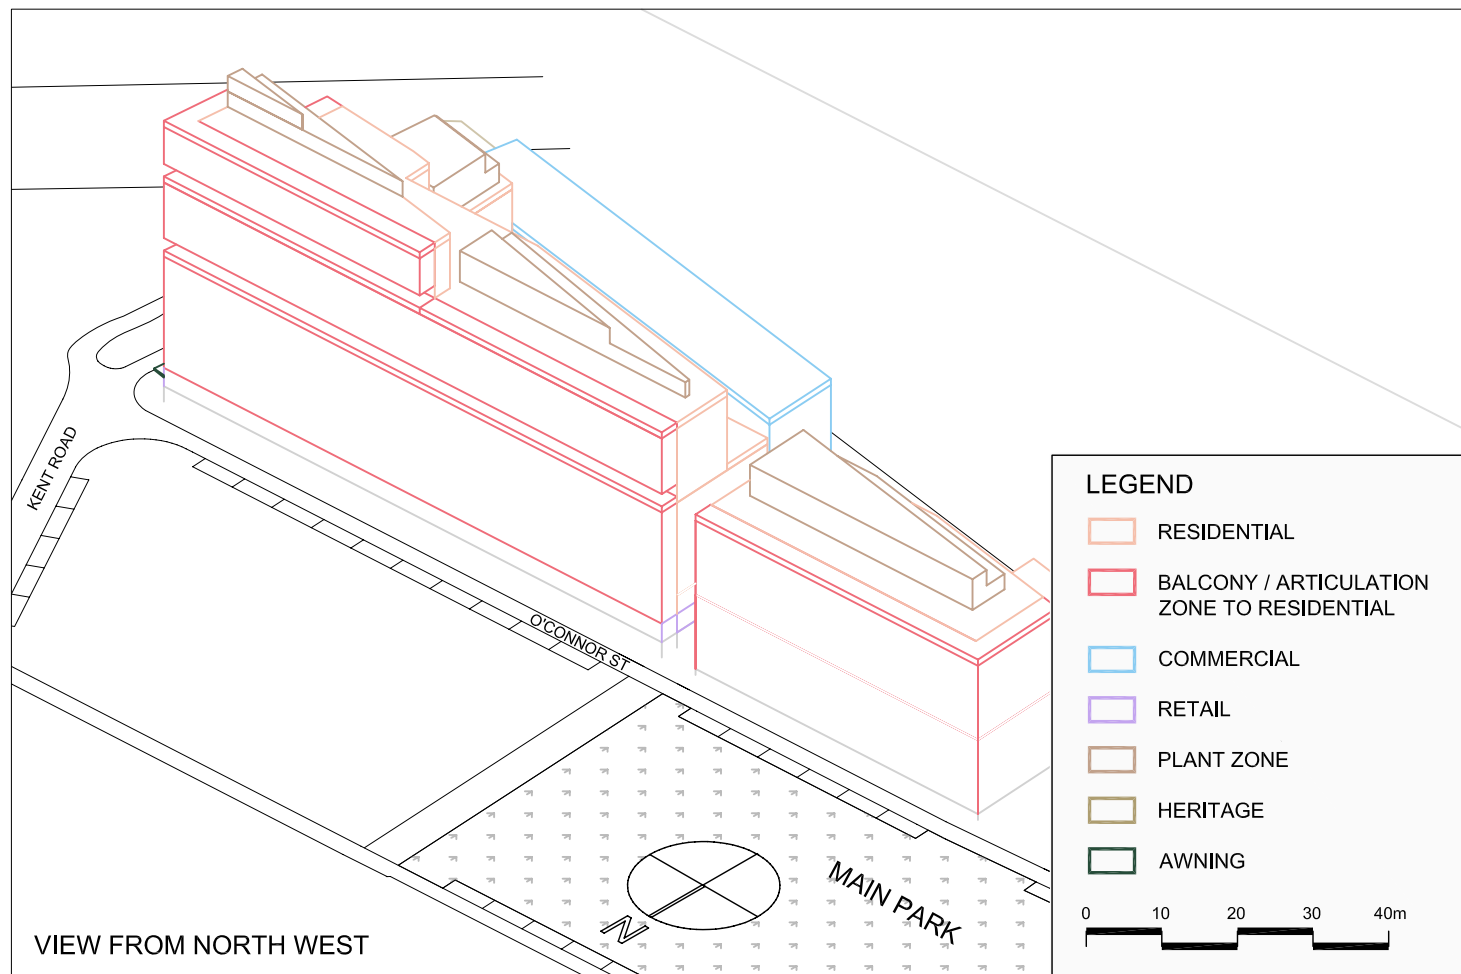 KENT ROAD
O'CONNOR ST
MAIN PARK
N
VIEW FROM NORTH WEST
LEGEND
RESIDENTIAL
BALCONY / ARTICULATION
ZONE TO RESIDENTIAL
COMMERCIAL
RETAIL
PLANT ZONE
HERITAGE
AWNING
0 10 20 30 40m